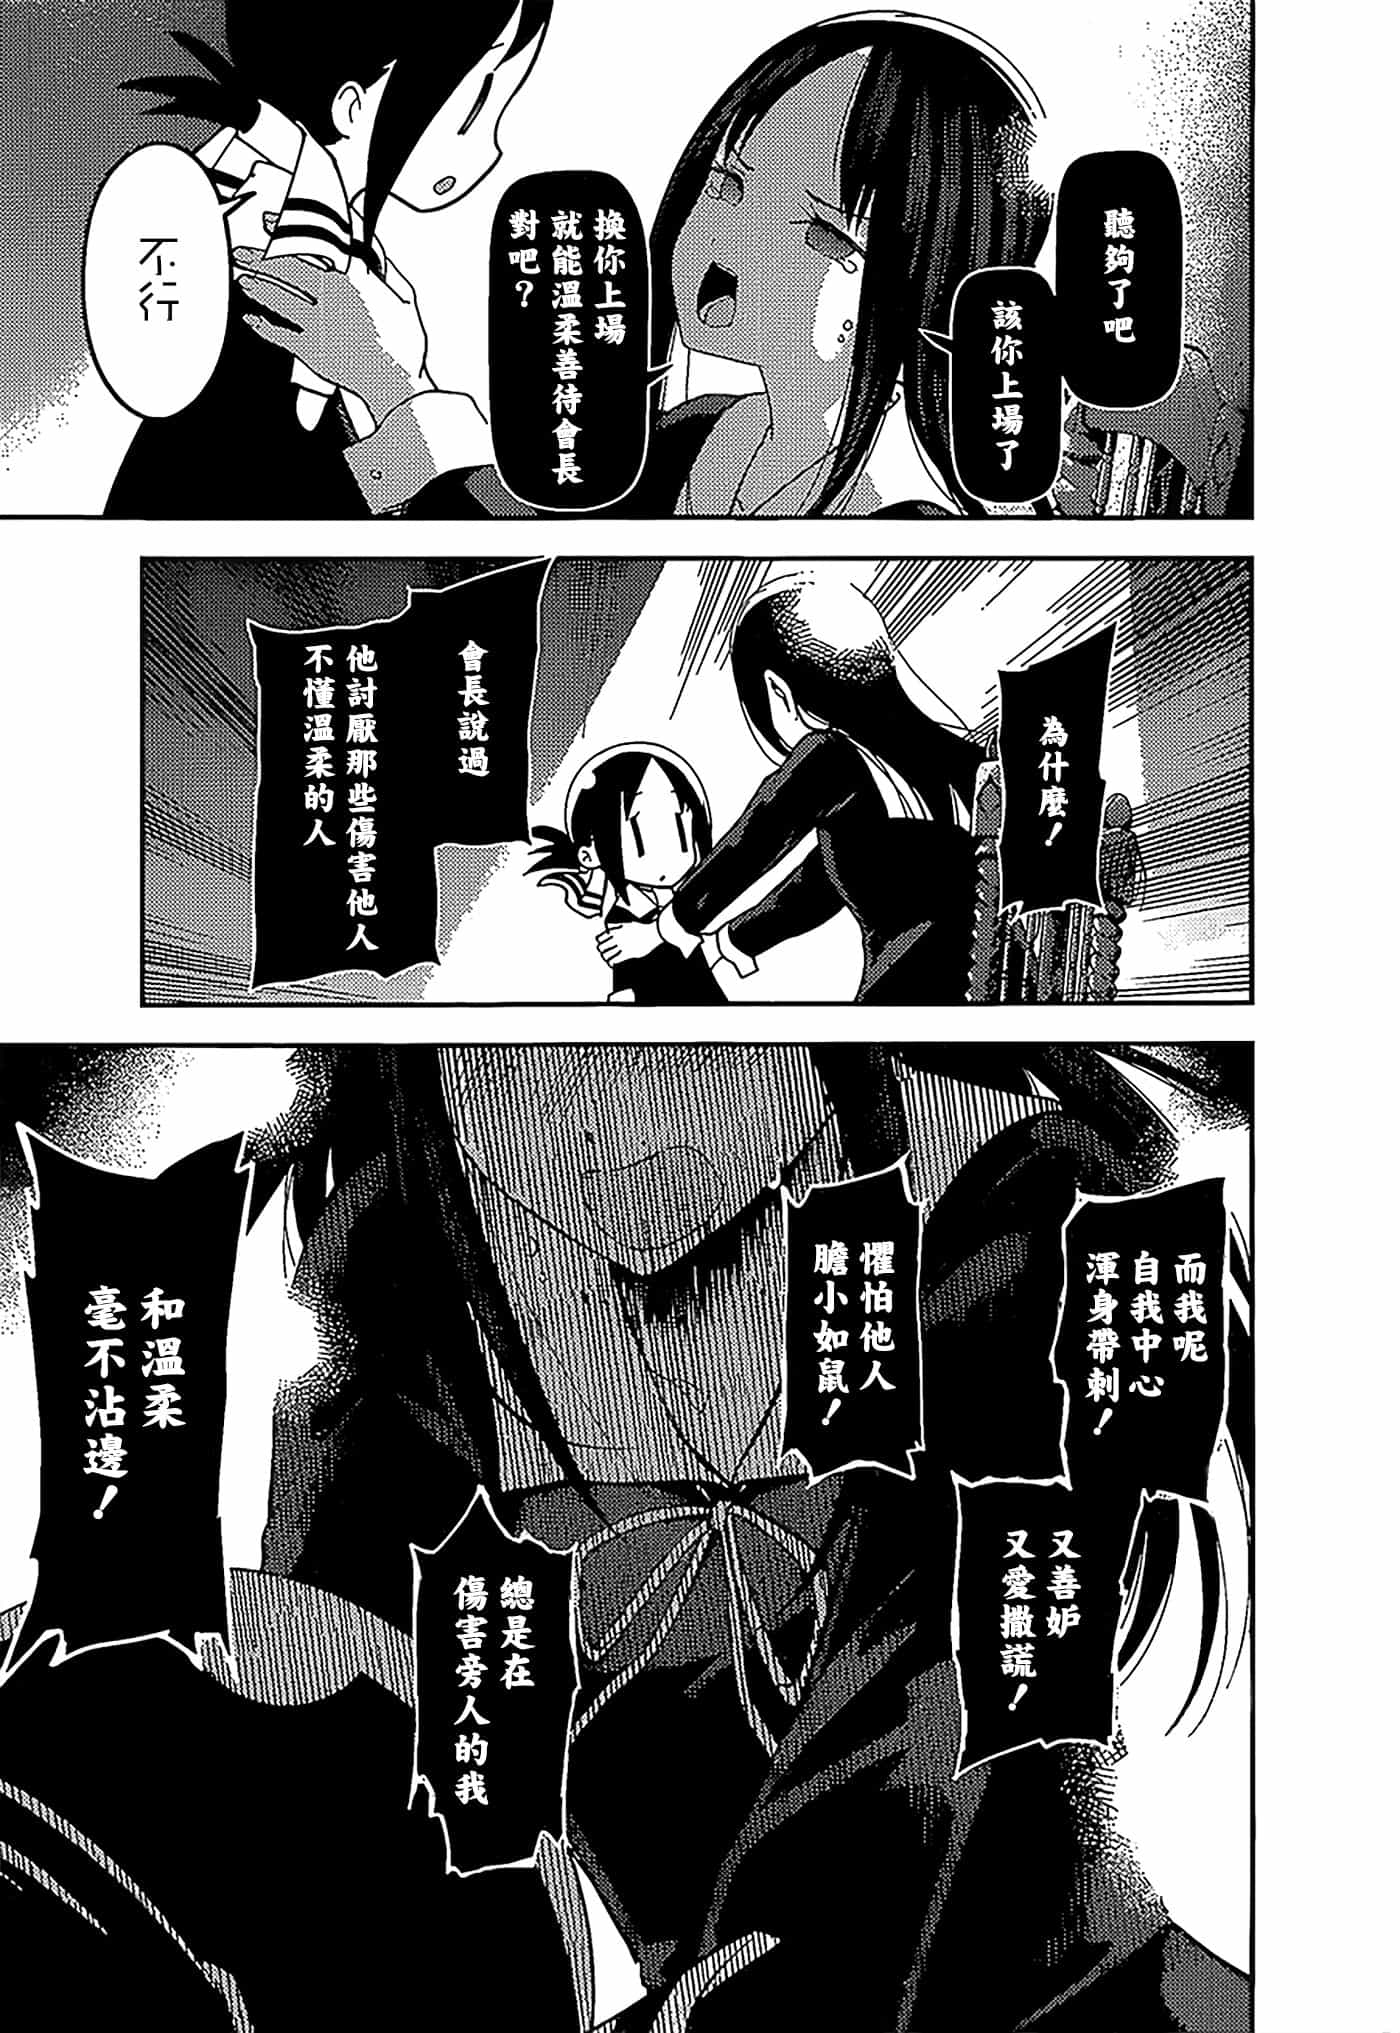 聽夠了吧
該你上場了
換你上場
就能溫柔善待會長
對吧？
不行
為什麼！
會長說過
他討厭那些傷害他人
不懂溫柔的人
而我呢
自我中心
渾身帶刺！
又善妒
又愛撒謊！
懼怕他人
膽小如鼠！
總是在
傷害旁人的我
和溫柔
毫不沾邊！